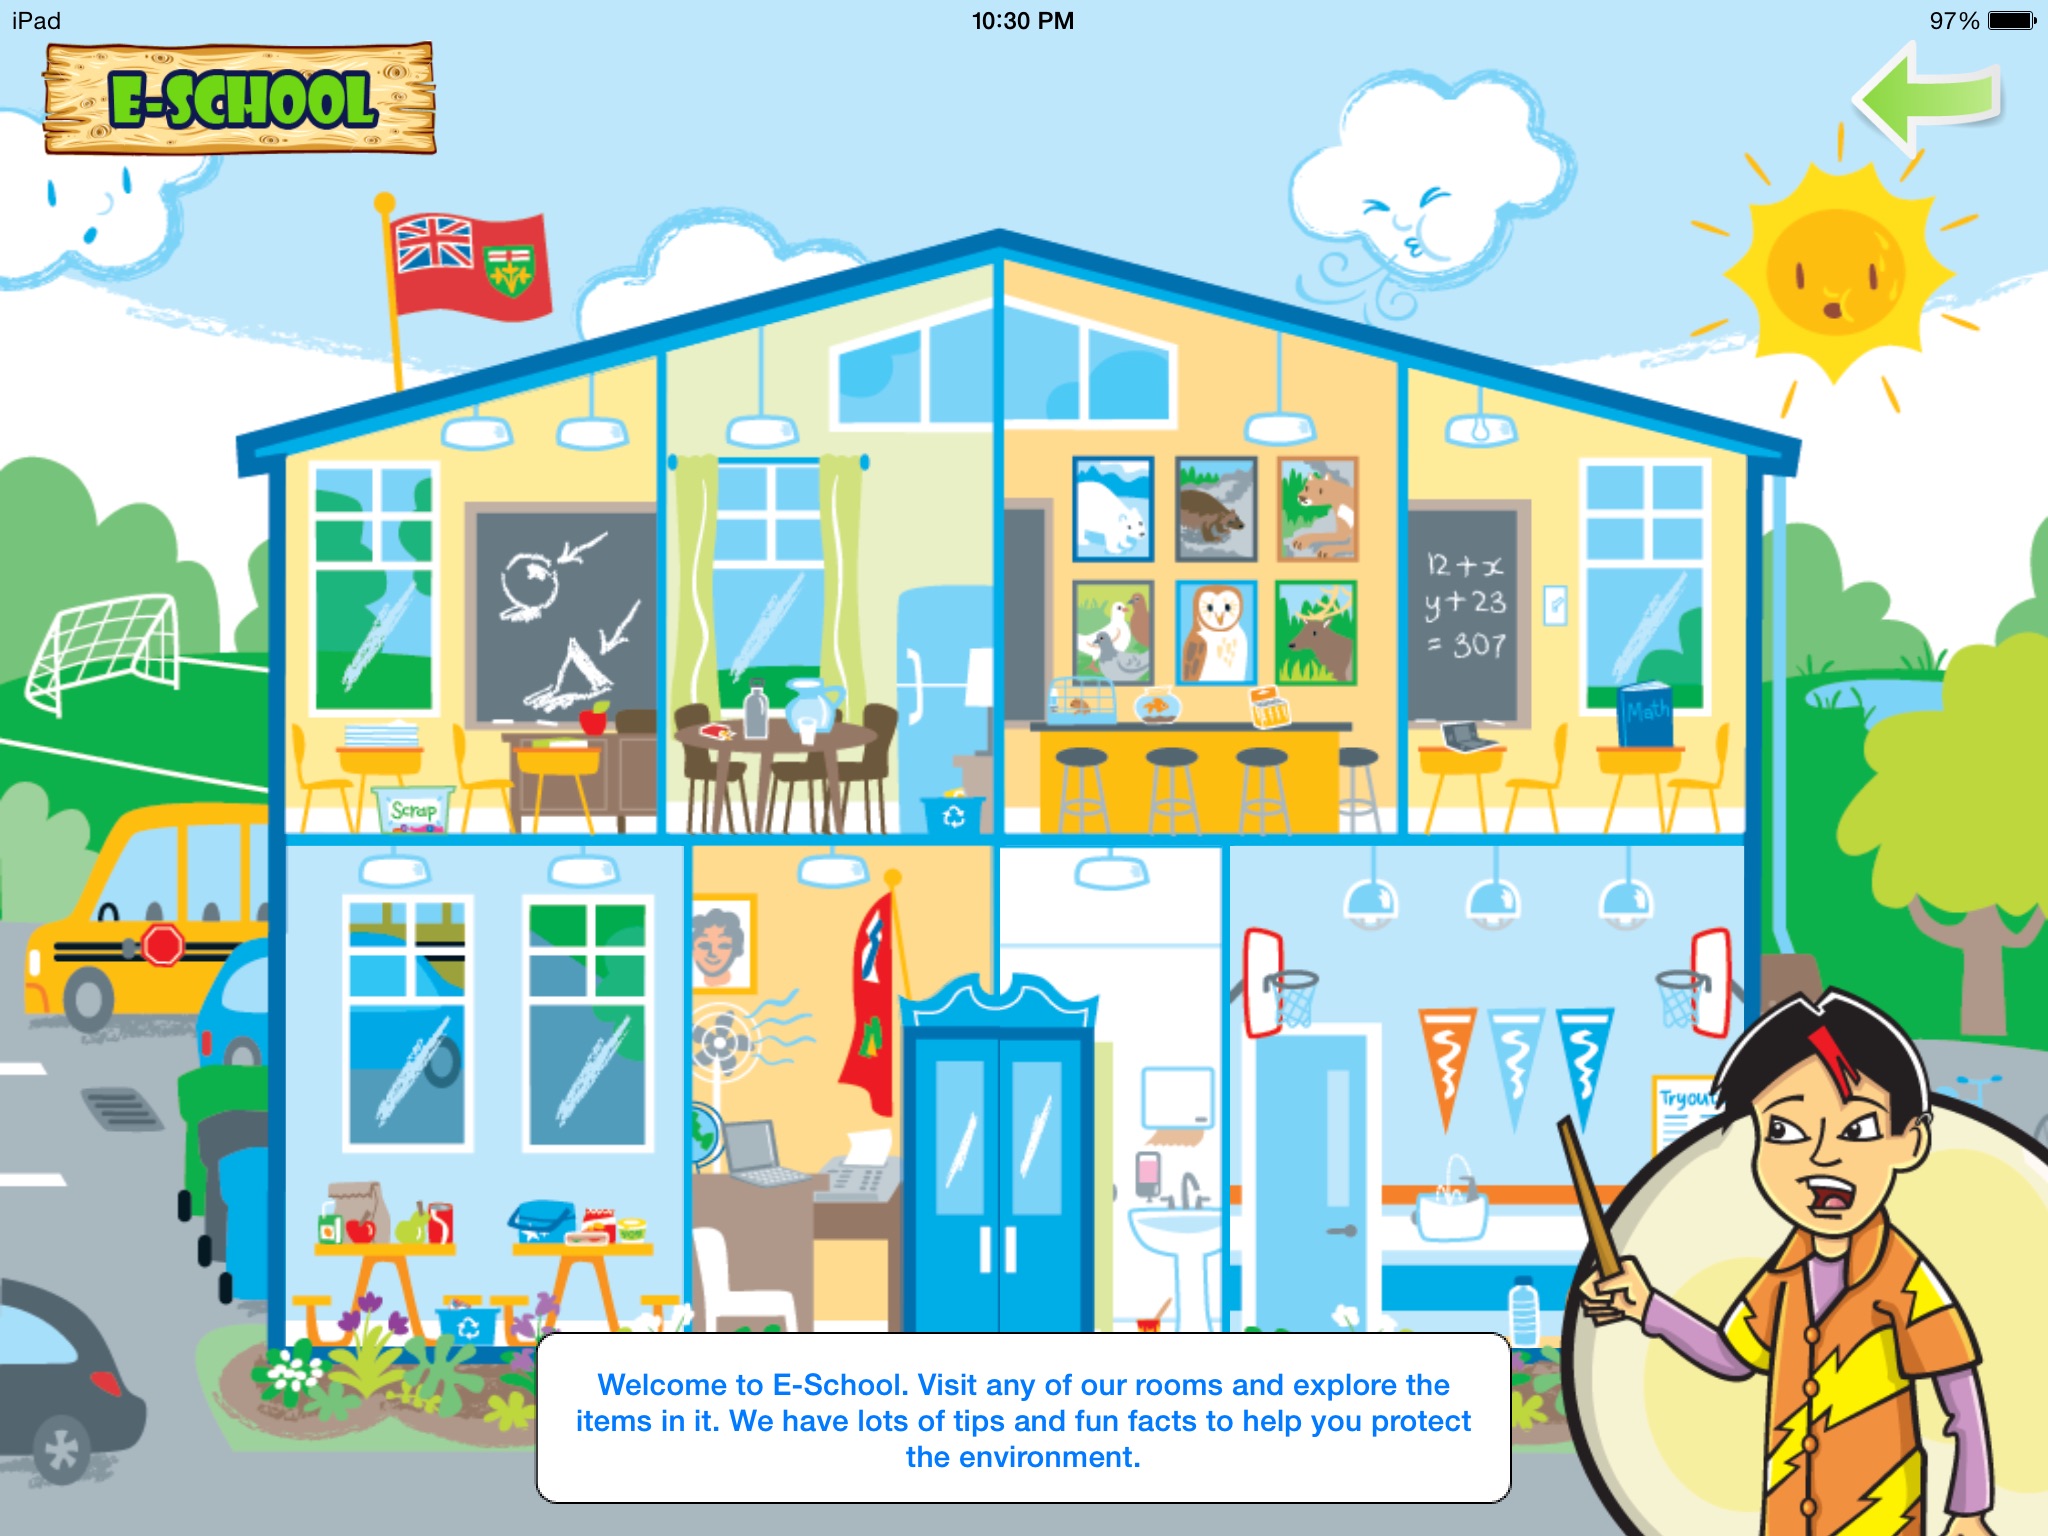 iPad
10:30 PM
97%
E-SCHOOL
12 + x
y + 23
= 307
Math
Scrap
Welcome to E-School. Visit any of our rooms and explore the
items in it. We have lots of tips and fun facts to help you protect
the environment.